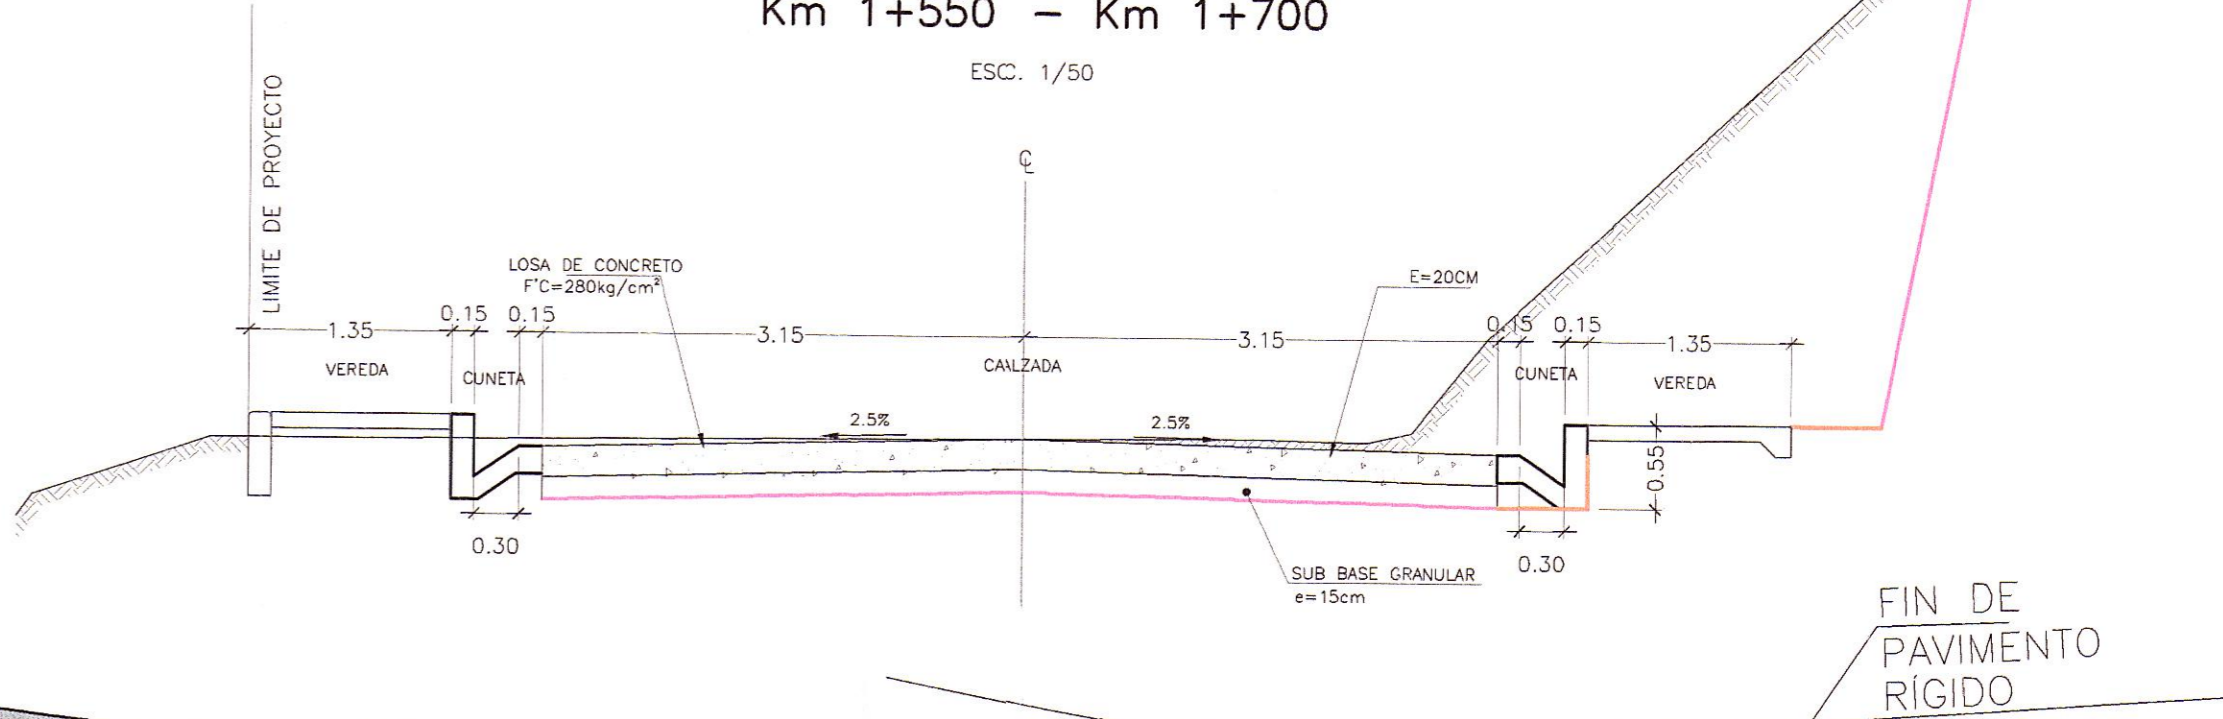 Km 1+550 - Km 1+700
ESC. 1/50
LIMITE DE PROYECTO
℄
LOSA DE CONCRETO
F'C=280kg/cm²
E=20CM
1.35
0.15
0.15
3.15
3.15
0.15
0.15
1.35
VEREDA
CUNETA
CALZADA
CUNETA
VEREDA
2.5%
2.5%
0.55
0.30
0.30
SUB BASE GRANULAR
e=15cm
FIN DE
PAVIMENTO
RÍGIDO